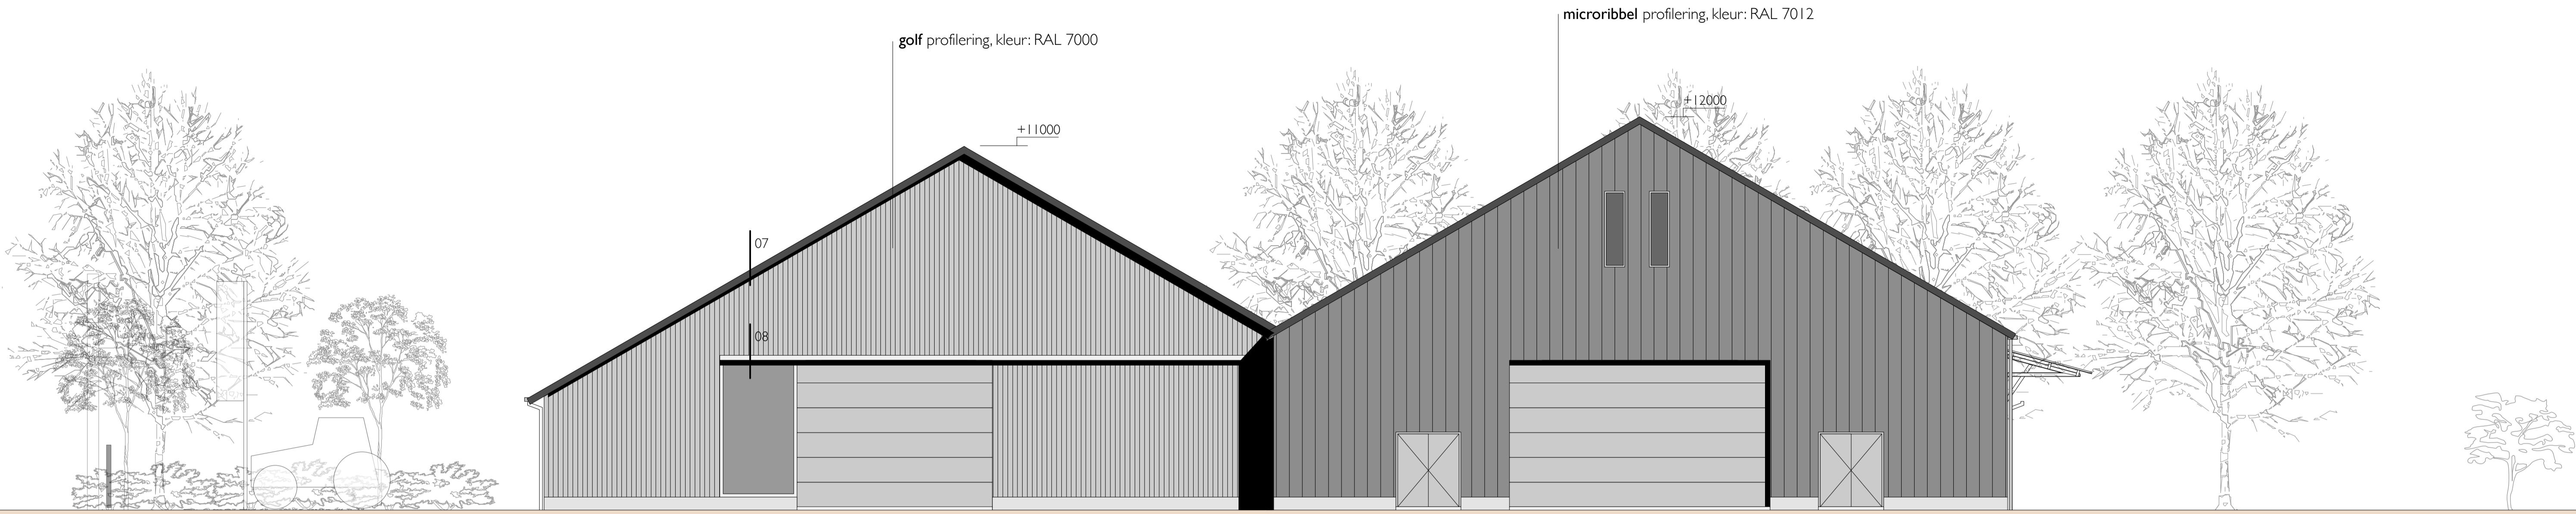 microribbel profilering, kleur: RAL 7012
golf profilering, kleur: RAL 7000
+12000
+11000
07
08